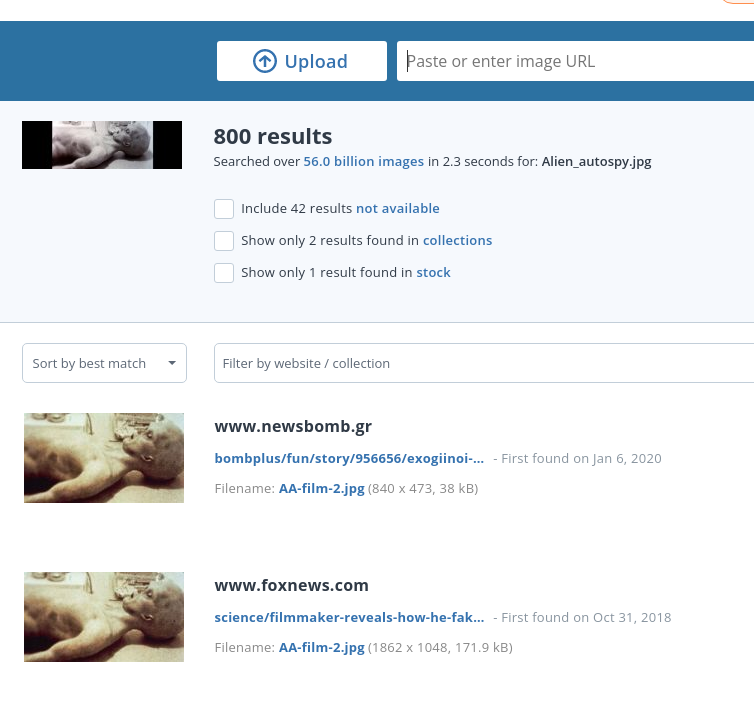 Upload
Paste or enter image URL
800 results
Searched over 56.0 billion images in 2.3 seconds for: Alien_autospy.jpg
Include 42 results not available
Show only 2 results found in collections
Show only 1 result found in stock
Sort by best match
Filter by website / collection
www.newsbomb.gr
bombplus/fun/story/956656/exogiinoi-... - First found on Jan 6, 2020
Filename: AA-film-2.jpg (840 x 473, 38 kB)
www.foxnews.com
science/filmmaker-reveals-how-he-fak... - First found on Oct 31, 2018
Filename: AA-film-2.jpg (1862 x 1048, 171.9 kB)